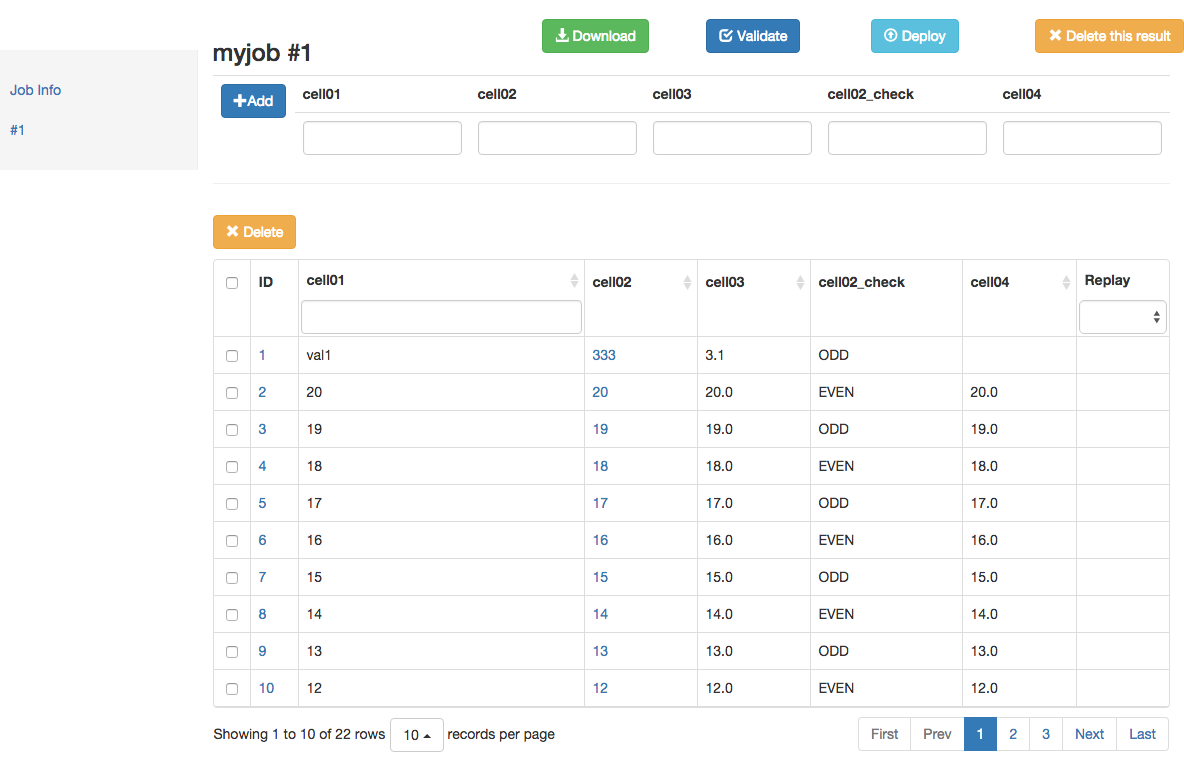 Download Validate Deploy Delete this result
myjob #1
Job Info
#1
Add cell01 cell02 cell03 cell02_check cell04
Delete
ID cell01 cell02 cell03 cell02_check cell04 Replay
1 val1 333 3.1 ODD
2 20 20 20.0 EVEN 20.0
3 19 19 19.0 ODD 19.0
4 18 18 18.0 EVEN 18.0
5 17 17 17.0 ODD 17.0
6 16 16 16.0 EVEN 16.0
7 15 15 15.0 ODD 15.0
8 14 14 14.0 EVEN 14.0
9 13 13 13.0 ODD 13.0
10 12 12 12.0 EVEN 12.0
Showing 1 to 10 of 22 rows 10 records per page First Prev 1 2 3 Next Last